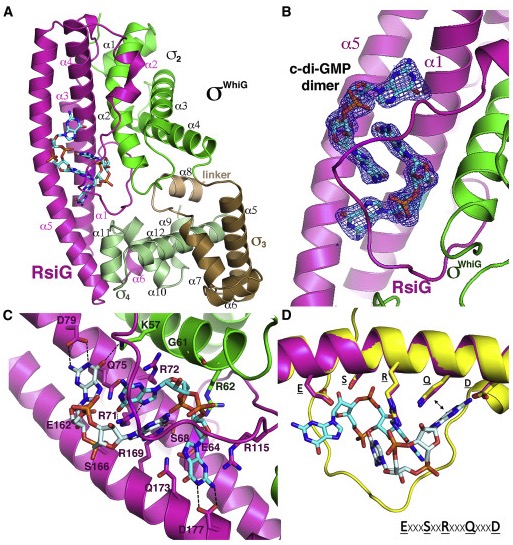 A
α1
σ2
α2
α4
σWhiG
α3
α3
α2
α4
α8
linker
α1
α9
α5
α5
α11
α12
σ3
α6
RsiG
σ4
α10
α7
α6
B
α5
c-di-GMP
dimer
α1
σWhiG
RsiG
C
D79
K57
G61
Q75
R72
R62
R71
E162
S68
E64
R169
R115
S166
Q173
D177
D
E
S
R
Q
D
ExxxSxxRxxxQxxxD